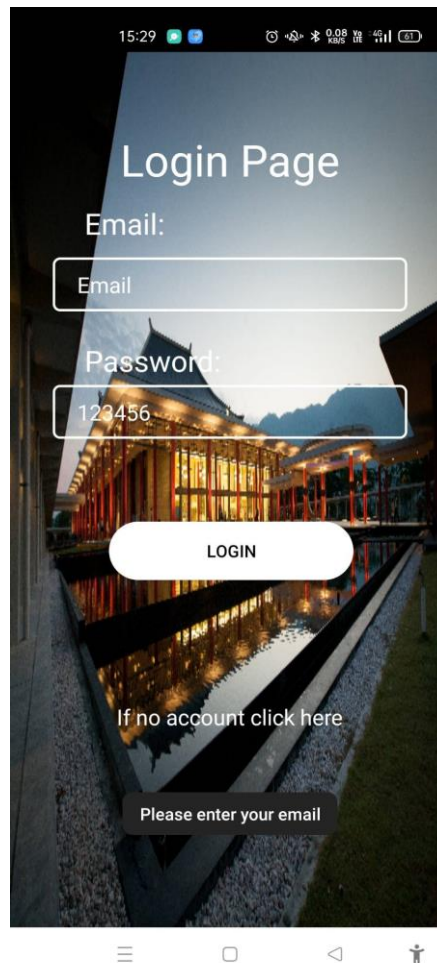 15:29
0.08
KB/S
Vo
LTE
4G
61
Login Page
Email:
Email
Password:
123456
LOGIN
If no account click here
Please enter your email